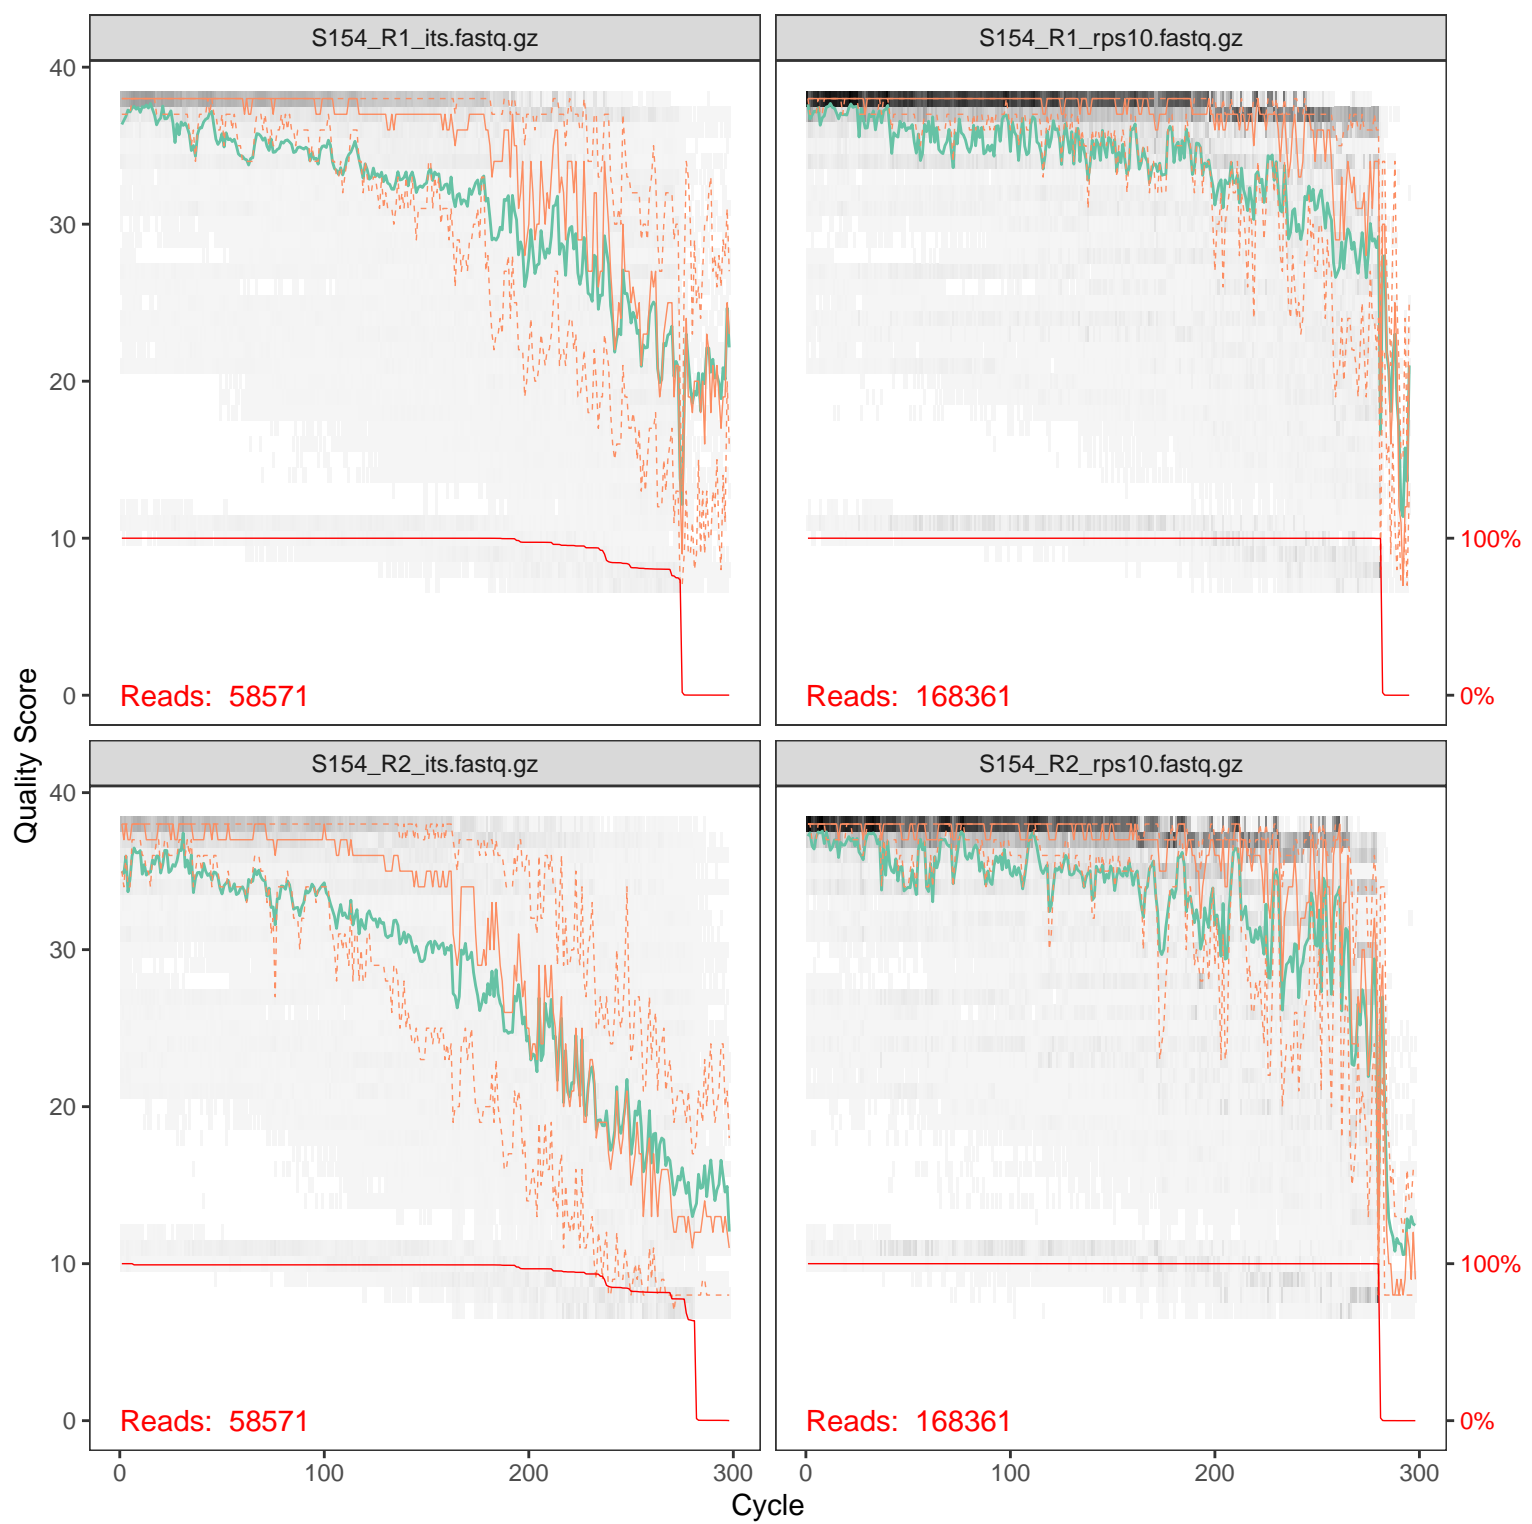 S154_R1_its.fastq.gz
S154_R1_rps10.fastq.gz
40
30
20
10
0
100%
0%
Reads: 58571
Reads: 168361
Quality Score
S154_R2_its.fastq.gz
S154_R2_rps10.fastq.gz
40
30
20
10
0
100%
0%
Reads: 58571
Reads: 168361
0 100 200 300
0 100 200 300
Cycle